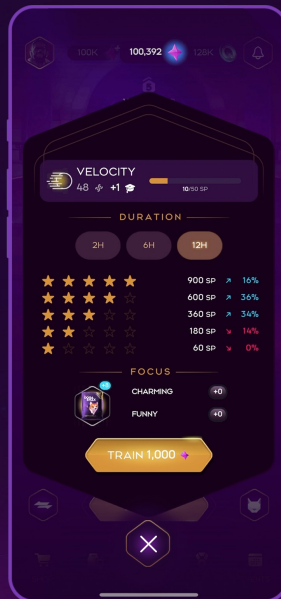 100K 100,392 128K
VELOCITY
48 +1
10/50 SP
DURATION
2H 6H 12H
900 SP 16%
600 SP 36%
360 SP 34%
180 SP 14%
60 SP 0%
FOCUS
+3
CHARMING +0
FUNNY +0
TRAIN 1,000